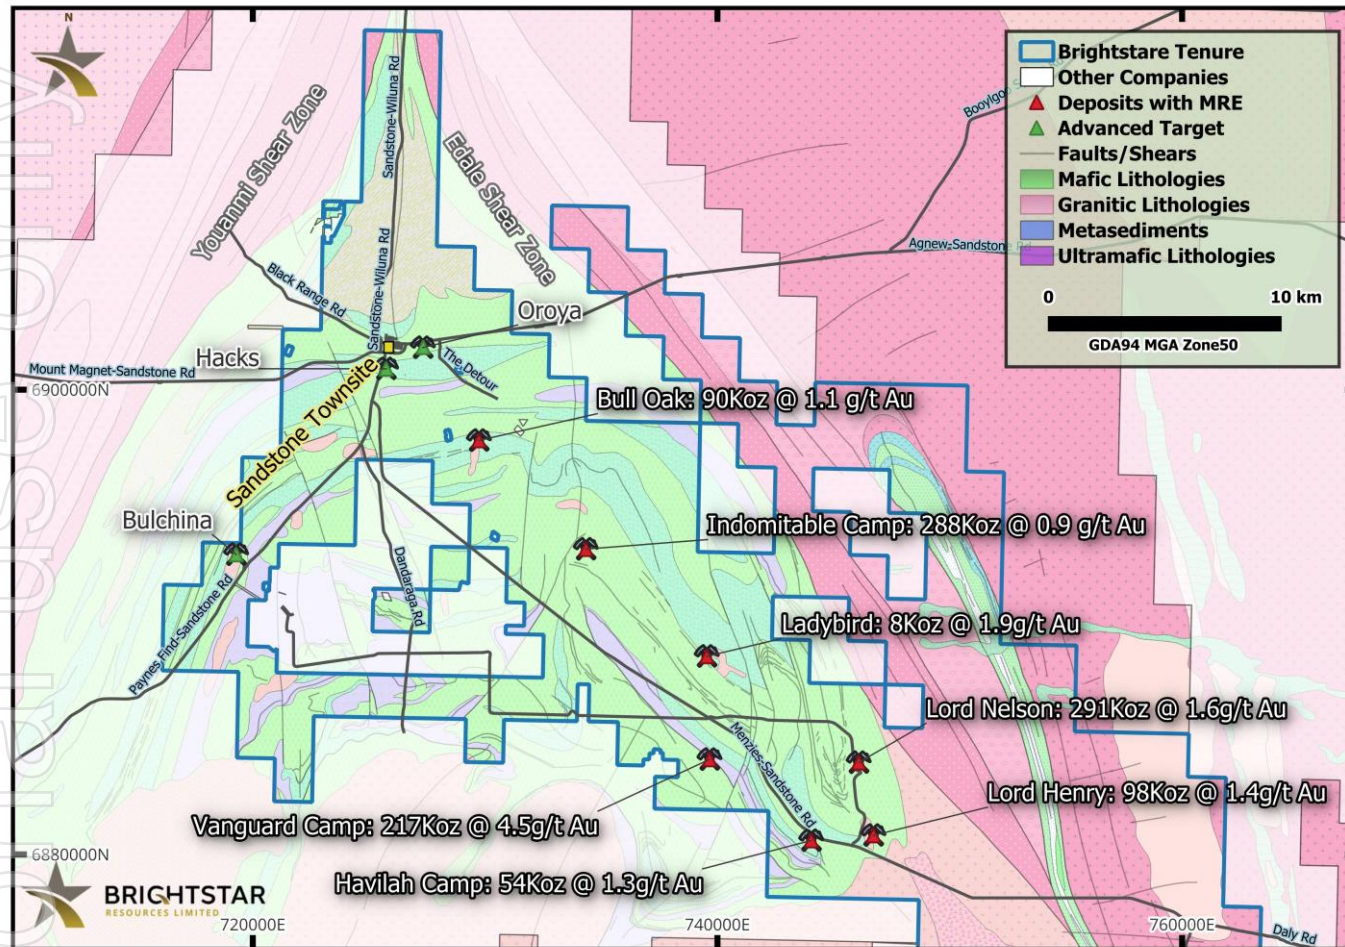 N
Brightstare Tenure
Other Companies
Deposits with MRE
Advanced Target
Faults/Shears
Mafic Lithologies
Granitic Lithologies
Metasediments
Ultramafic Lithologies
0 10 km
GDA94 MGA Zone50
Sandstone-Wiluna Rd
Youanmi Shear Zone
Edale Shear Zone
Agnew-Sandstone Rd
Black Range Rd
Sandstone-Wiluna Rd
Oroya
Hacks
The Detour
Mount Magnet-Sandstone Rd
6900000N
Sandstone Townsite
Bull Oak: 90Koz @ 1.1 g/t Au
Bulchina
Indomitable Camp: 288Koz @ 0.9 g/t Au
Dandaraga Rd
Paynes Find-Sandstone Rd
Ladybird: 8Koz @ 1.9g/t Au
Lord Nelson: 291Koz @ 1.6g/t Au
Menzies-Sandstone Rd
Lord Henry: 98Koz @ 1.4g/t Au
Vanguard Camp: 217Koz @ 4.5g/t Au
6880000N
Havilah Camp: 54Koz @ 1.3g/t Au
BRIGHTSTAR
RESOURCES LIMITED
720000E 740000E 760000E
Daly Rd